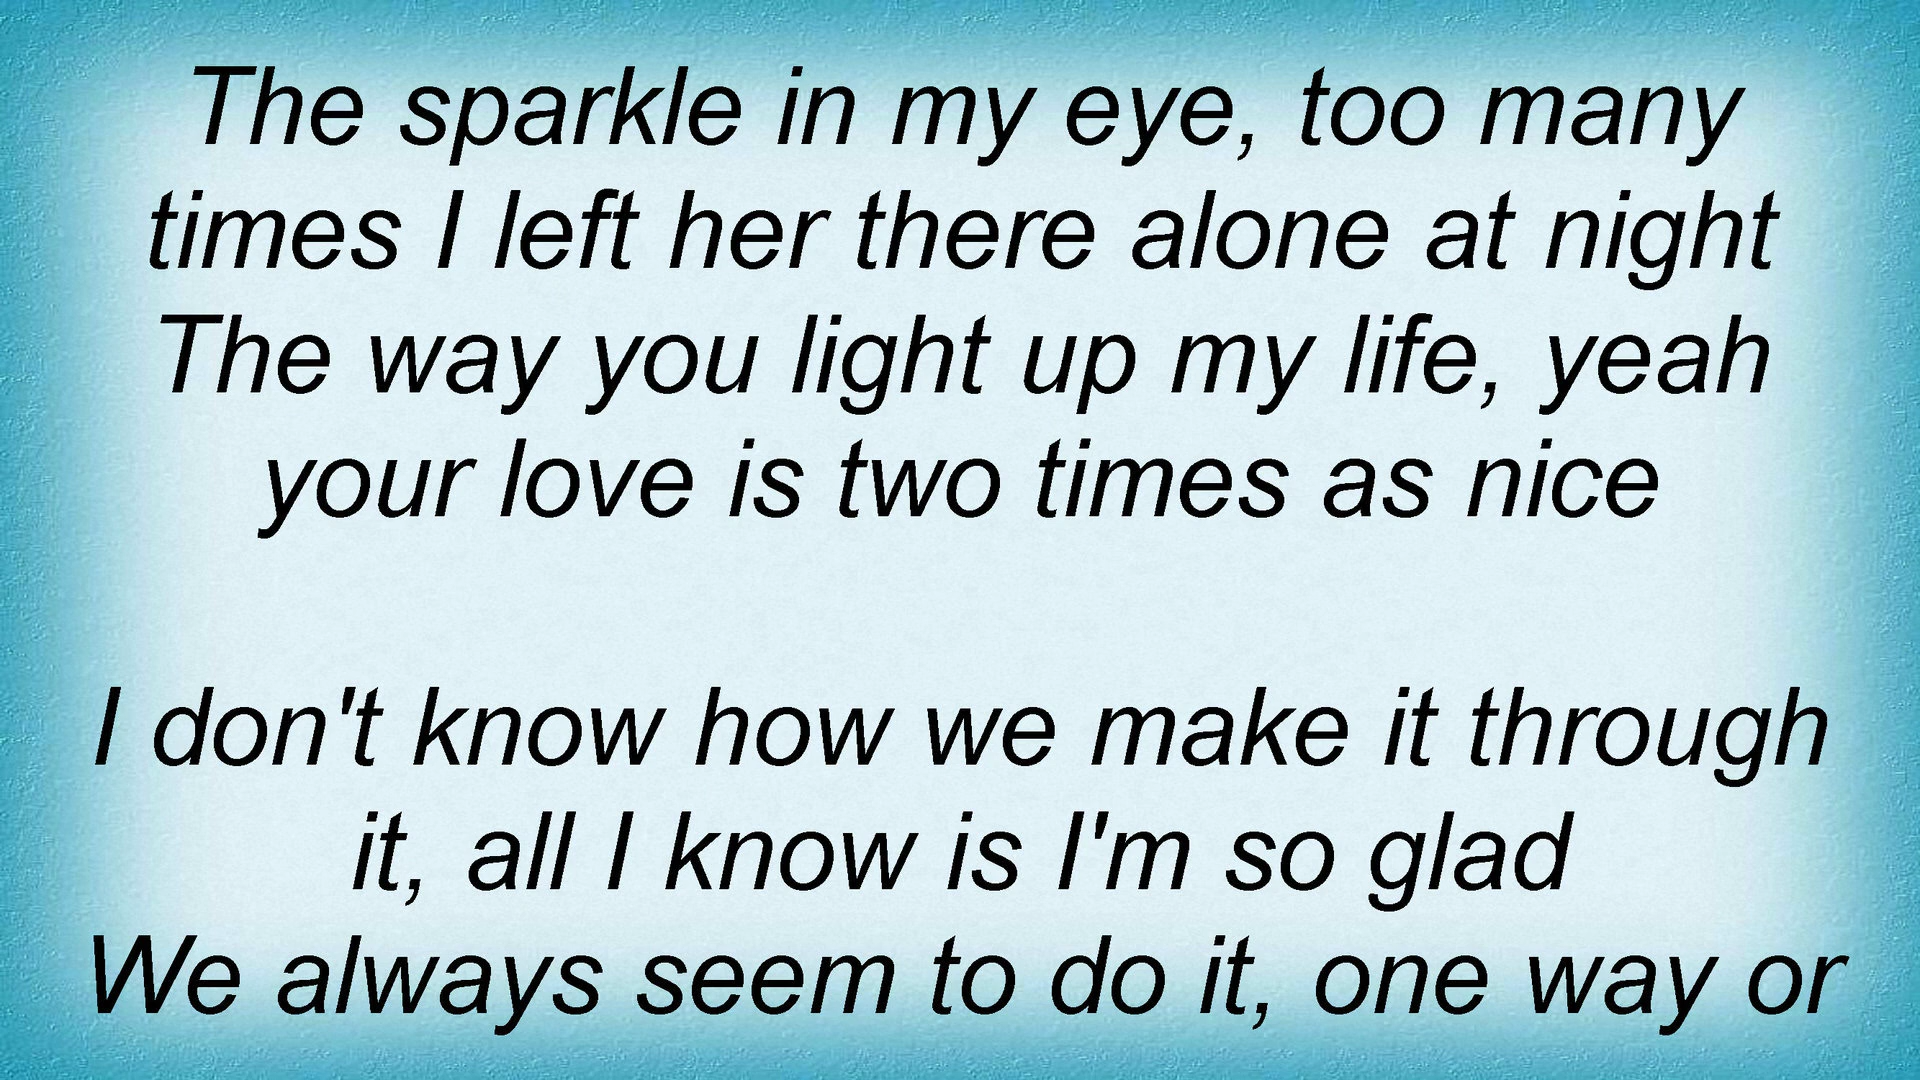 The sparkle in my eye, too many
times I left her there alone at night
The way you light up my life, yeah
your love is two times as nice
I don't know how we make it through
it, all I know is I'm so glad
We always seem to do it, one way or